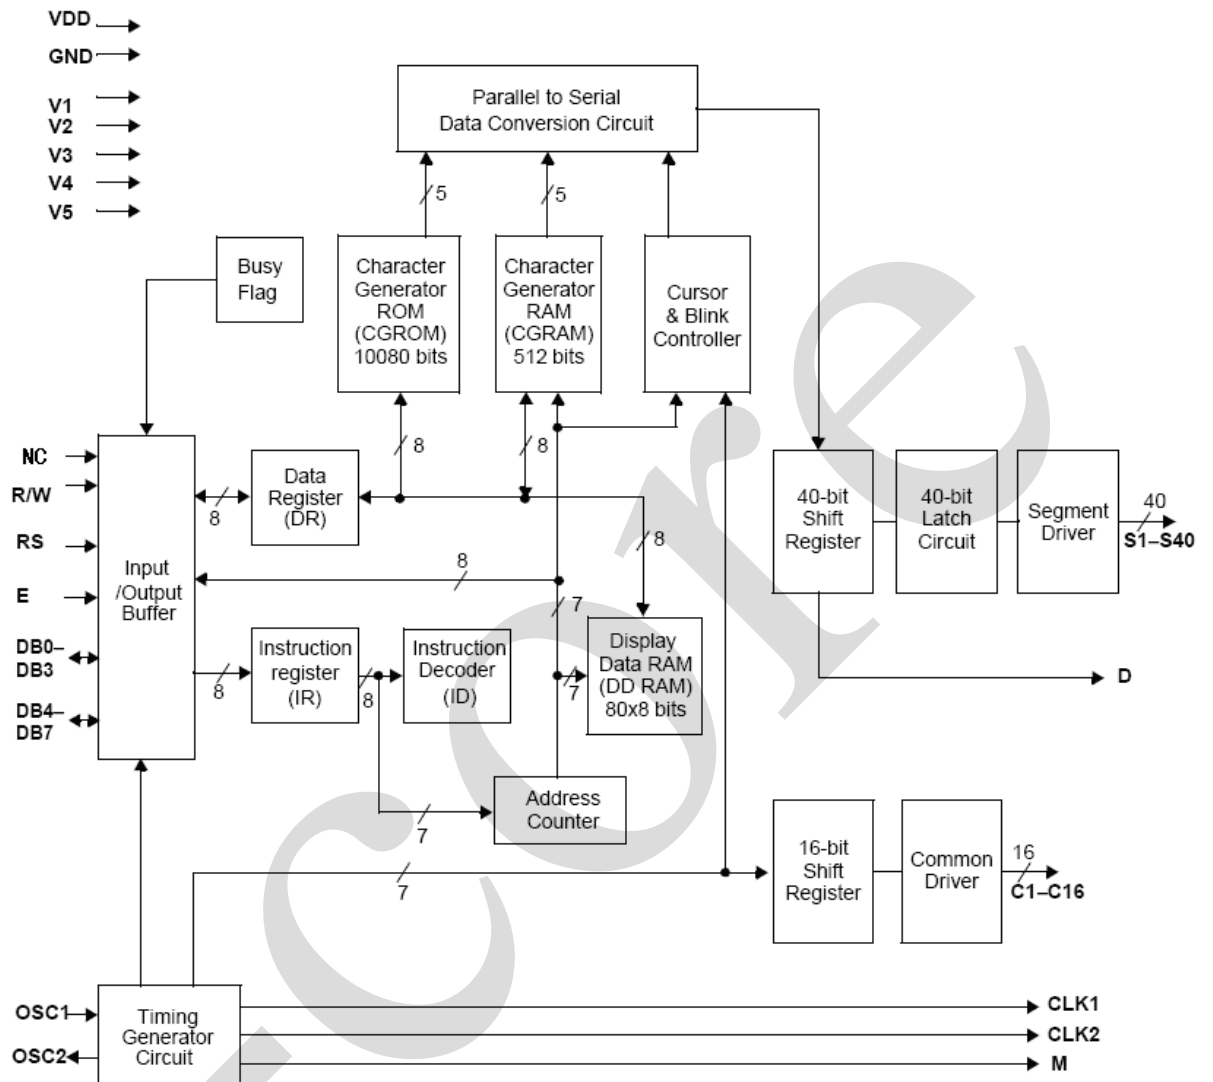 VDD
GND
V1
V2
V3
V4
V5
Parallel to Serial
Data Conversion Circuit
5
5
Busy
Flag
Character
Generator
ROM
(CGROM)
10080 bits
Character
Generator
RAM
(CGRAM)
512 bits
Cursor
& Blink
Controller
8
8
NC
R/W
RS
E
DB0–
DB3
DB4–
DB7
Input
/Output
Buffer
8
Data
Register
(DR)
8
8
7
8
Instruction
register
(IR)
8
Instruction
Decoder
(ID)
7
Display
Data RAM
(DD RAM)
80x8 bits
7
Address
Counter
7
40-bit
Shift
Register
40-bit
Latch
Circuit
Segment
Driver
40
S1–S40
D
16-bit
Shift
Register
Common
Driver
16
C1–C16
OSC1
OSC2
Timing
Generator
Circuit
CLK1
CLK2
M
core